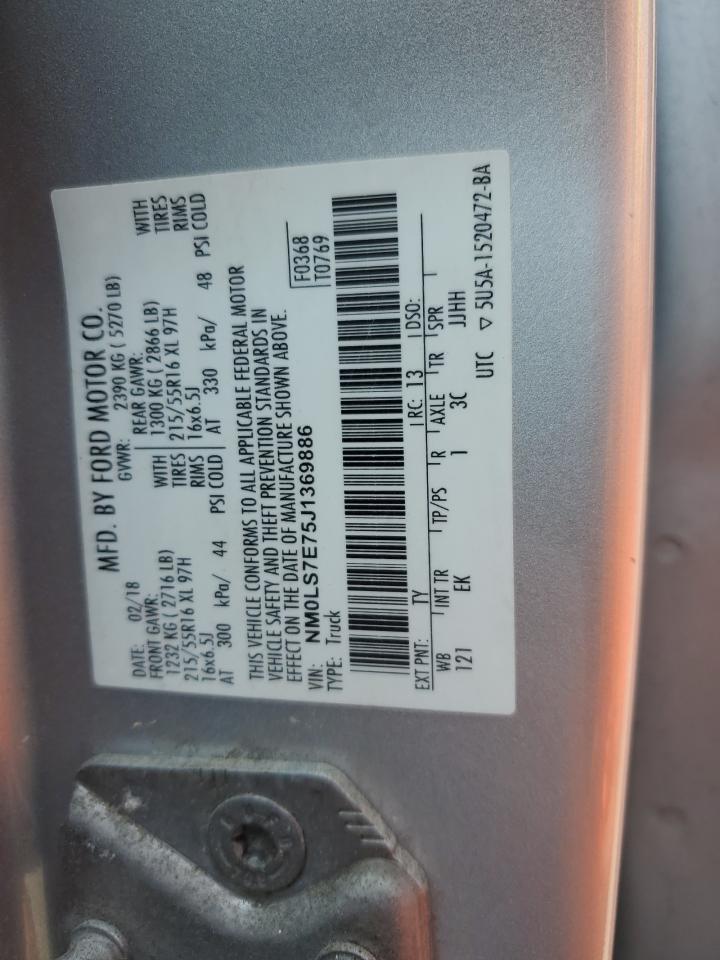 MFD. BY FORD MOTOR CO.
DATE: 02/18 GVWR: 2390 KG ( 5270 LB)
FRONT GAWR: REAR GAWR:
1232 KG ( 2716 LB) WITH 1300 KG ( 2866 LB) WITH
215/55R16 XL 97H TIRES 215/55R16 XL 97H TIRES
16x6.5J RIMS 16x6.5J RIMS
AT 300 kPa/ 44 PSI COLD AT 330 kPa/ 48 PSI COLD
THIS VEHICLE CONFORMS TO ALL APPLICABLE FEDERAL MOTOR
VEHICLE SAFETY AND THEFT PREVENTION STANDARDS IN
EFFECT ON THE DATE OF MANUFACTURE SHOWN ABOVE.
F0368
T0769
VIN: NM0LS7E75J1369886
TYPE: Truck
EXT PNT: TY RC: 13 DSO:
WB INT TR TP/PS R AXLE TR SPR
121 EK 1 3C JJHH
UTC ▽ 5U5A-1520472-BA